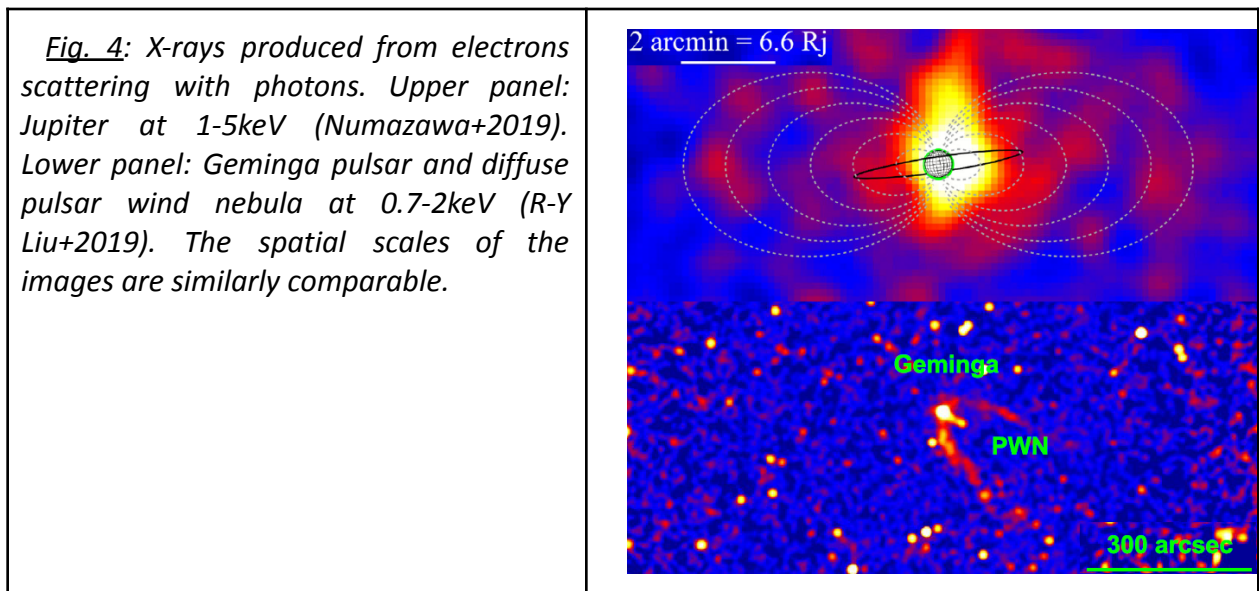 Fig. 4: X-rays produced from electrons
scattering with photons. Upper panel:
Jupiter at 1-5keV (Numazawa+2019).
Lower panel: Geminga pulsar and diffuse
pulsar wind nebula at 0.7-2keV (R-Y
Liu+2019). The spatial scales of the
images are similarly comparable.
2 arcmin = 6.6 Rj
Geminga
PWN
300 arcsec